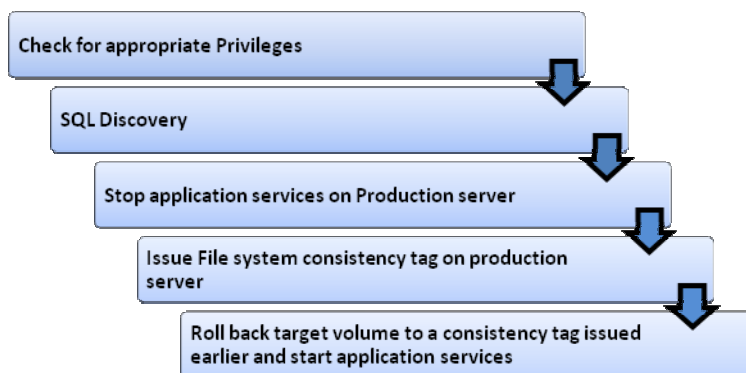 Check for appropriate Privileges
SQL Discovery
Stop application services on Production server
Issue File system consistency tag on production
server
Roll back target volume to a consistency tag issued
earlier and start application services